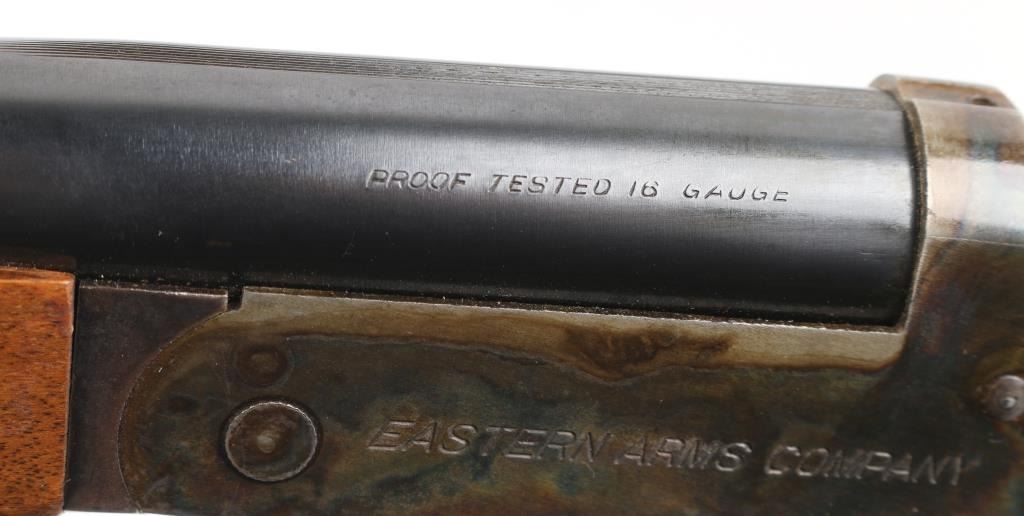 PROOF TESTED 16 GAUGE
EASTERN ARMS COMPANY